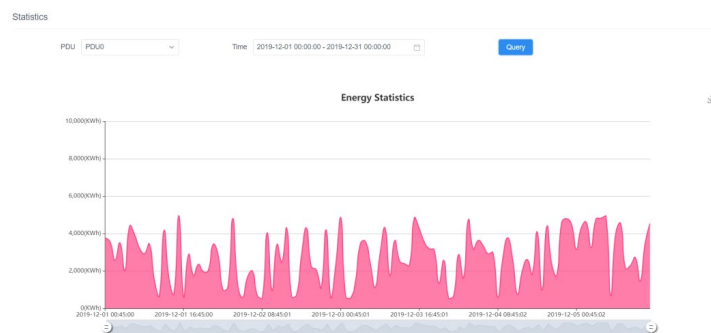 Statistics
PDU PDU0 Time 2019-12-01 00:00:00 - 2019-12-31 00:00:00 Query
Energy Statistics
10,000(KWh)
8,000(KWh)
6,000(KWh)
4,000(KWh)
2,000(KWh)
0(KWh)
2019-12-01 00:45:00 2019-12-01 16:45:00 2019-12-02 08:45:01 2019-12-03 00:45:01 2019-12-03 16:45:01 2019-12-04 08:45:02 2019-12-05 00:45:02